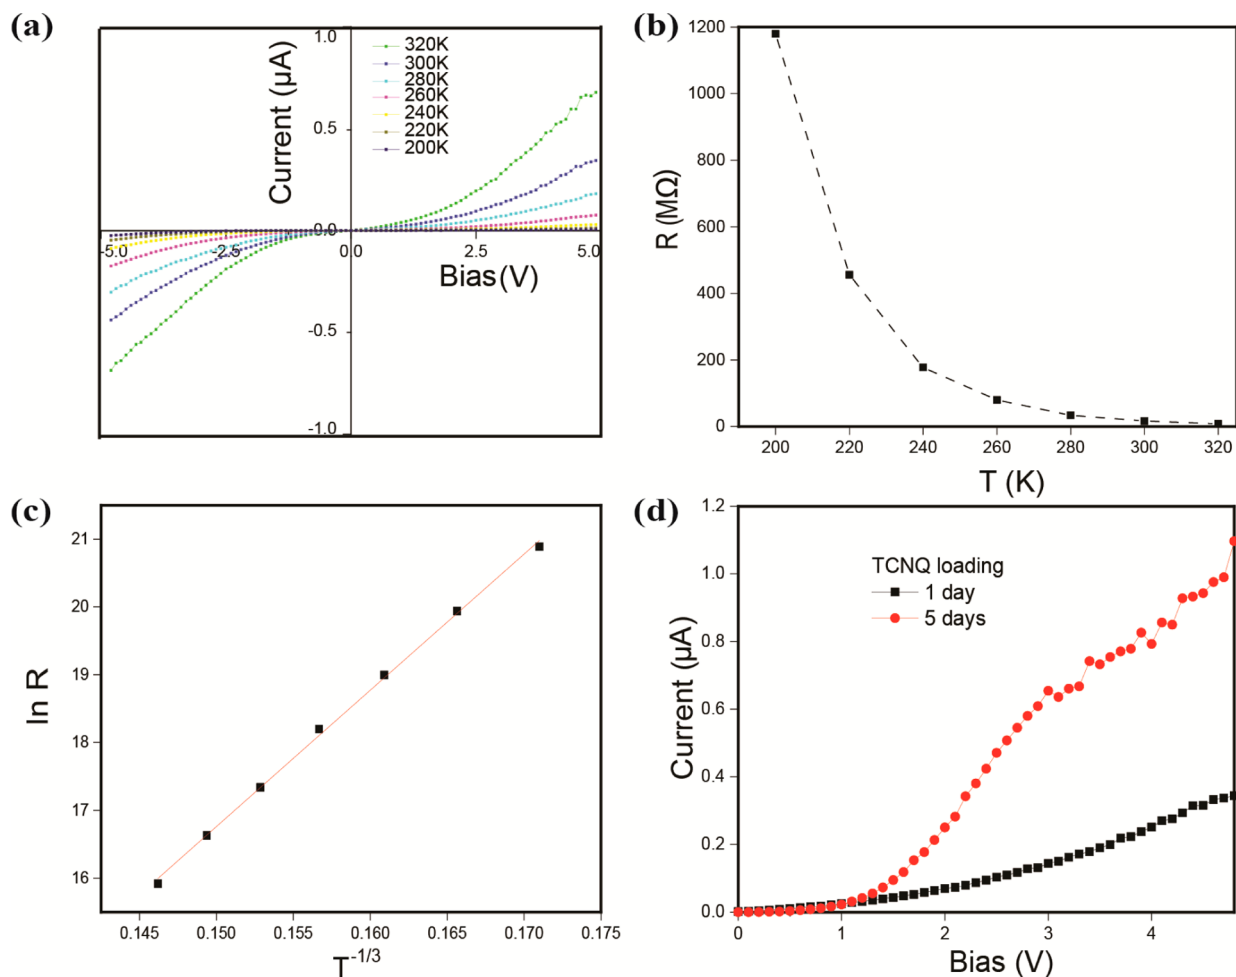 (a)
1.0
0.5
0.0
-0.5
-1.0
Current (µA)
320K
300K
280K
260K
240K
220K
200K
-5.0
-2.5
0.0
2.5
5.0
Bias(V)
(b)
1200
1000
800
600
400
200
0
R (MΩ)
200
220
240
260
280
300
320
T (K)
(c)
21
20
19
18
17
16
ln R
0.145
0.150
0.155
0.160
0.165
0.170
0.175
T-1/3
(d)
1.2
1.0
0.8
0.6
0.4
0.2
0.0
Current (µA)
TCNQ loading
1 day
5 days
0
1
2
3
4
Bias (V)